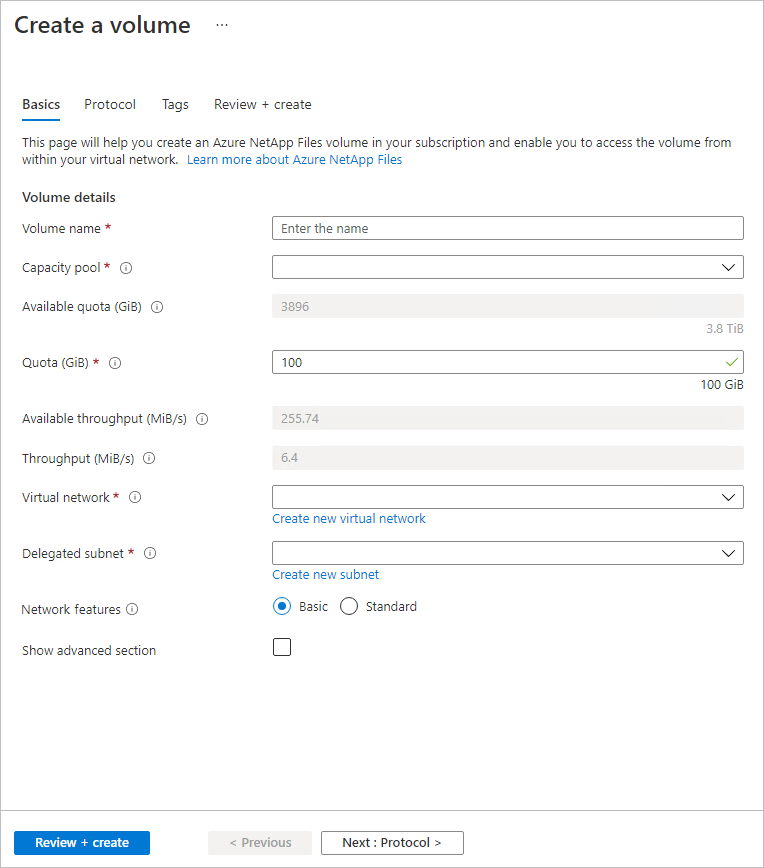 Create a volume ...
Basics Protocol Tags Review + create
This page will help you create an Azure NetApp Files volume in your subscription and enable you to access the volume from
within your virtual network. Learn more about Azure NetApp Files
Volume details
Volume name * Enter the name
Capacity pool *
Available quota (GiB) 3896
3.8 TiB
Quota (GiB) * 100
100 GiB
Available throughput (MiB/s) 255.74
Throughput (MiB/s) 6.4
Virtual network *
Create new virtual network
Delegated subnet *
Create new subnet
Network features Basic Standard
Show advanced section
Review + create < Previous Next : Protocol >